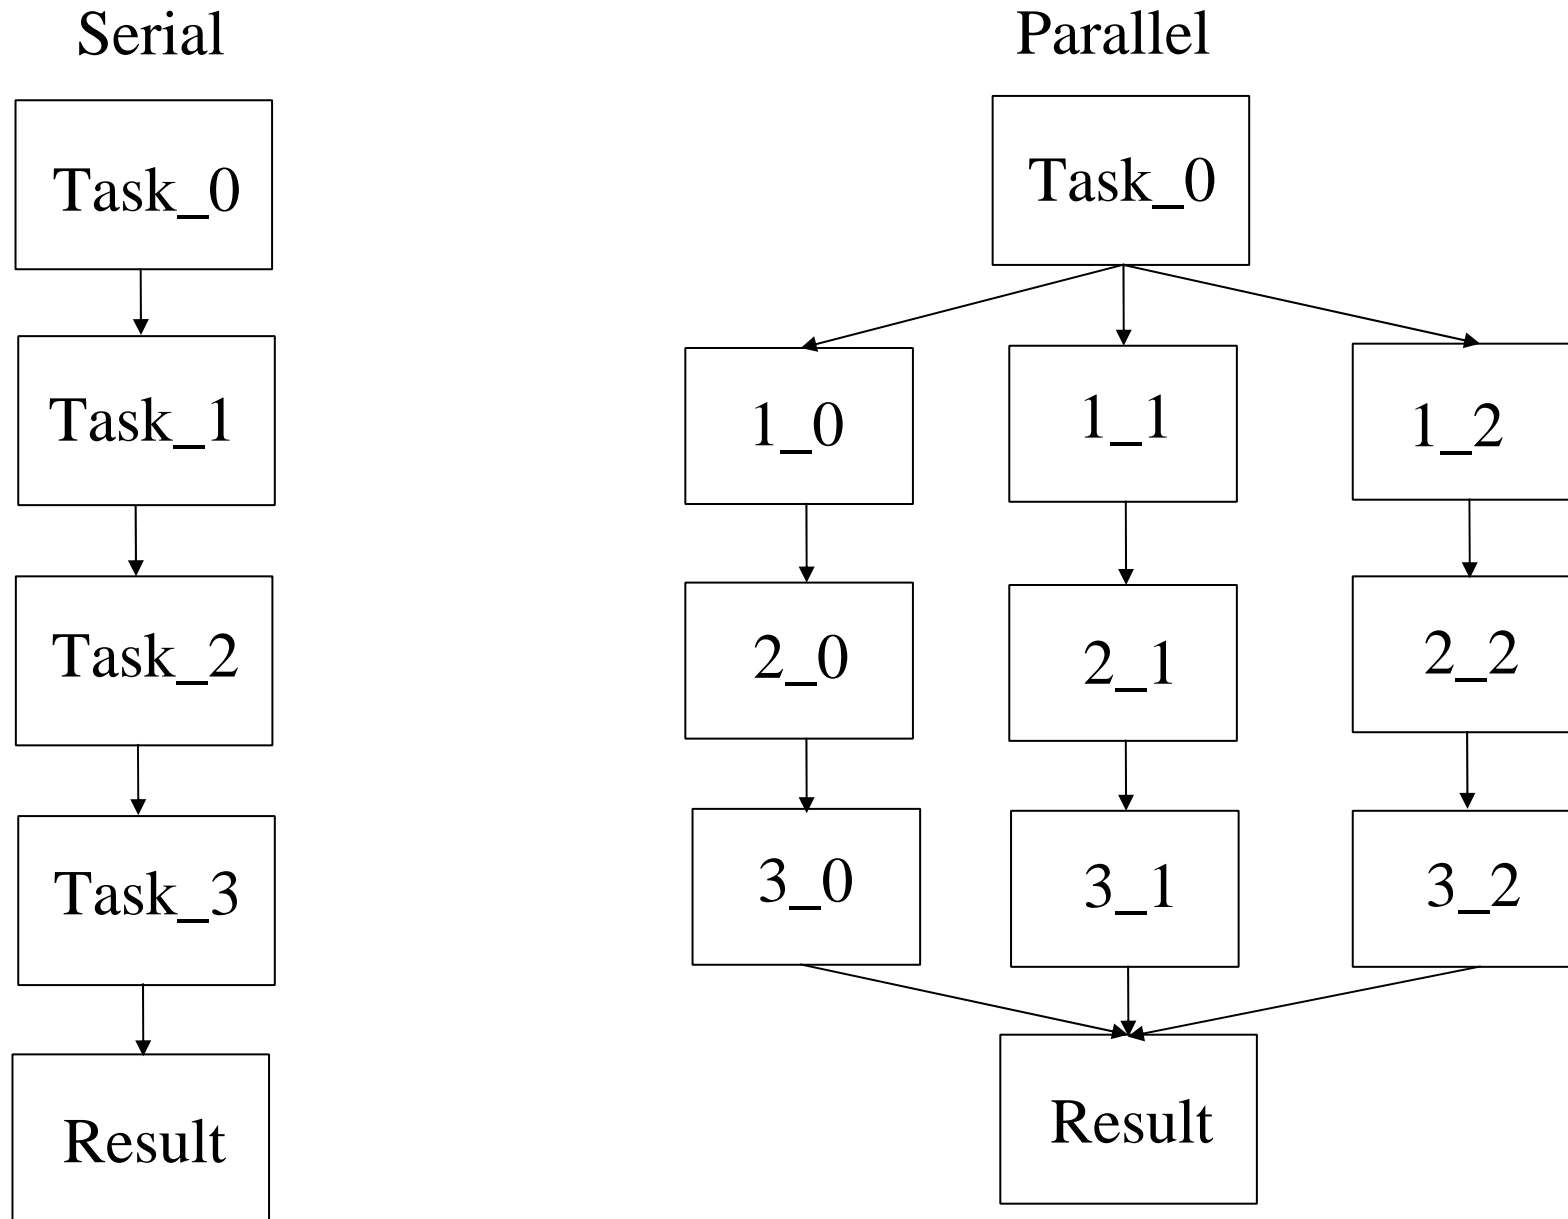 Serial
Task_0
Task_1
Task_2
Task_3
Result
Parallel
Task_0
1_0 1_1 1_2
2_0 2_1 2_2
3_0 3_1 3_2
Result